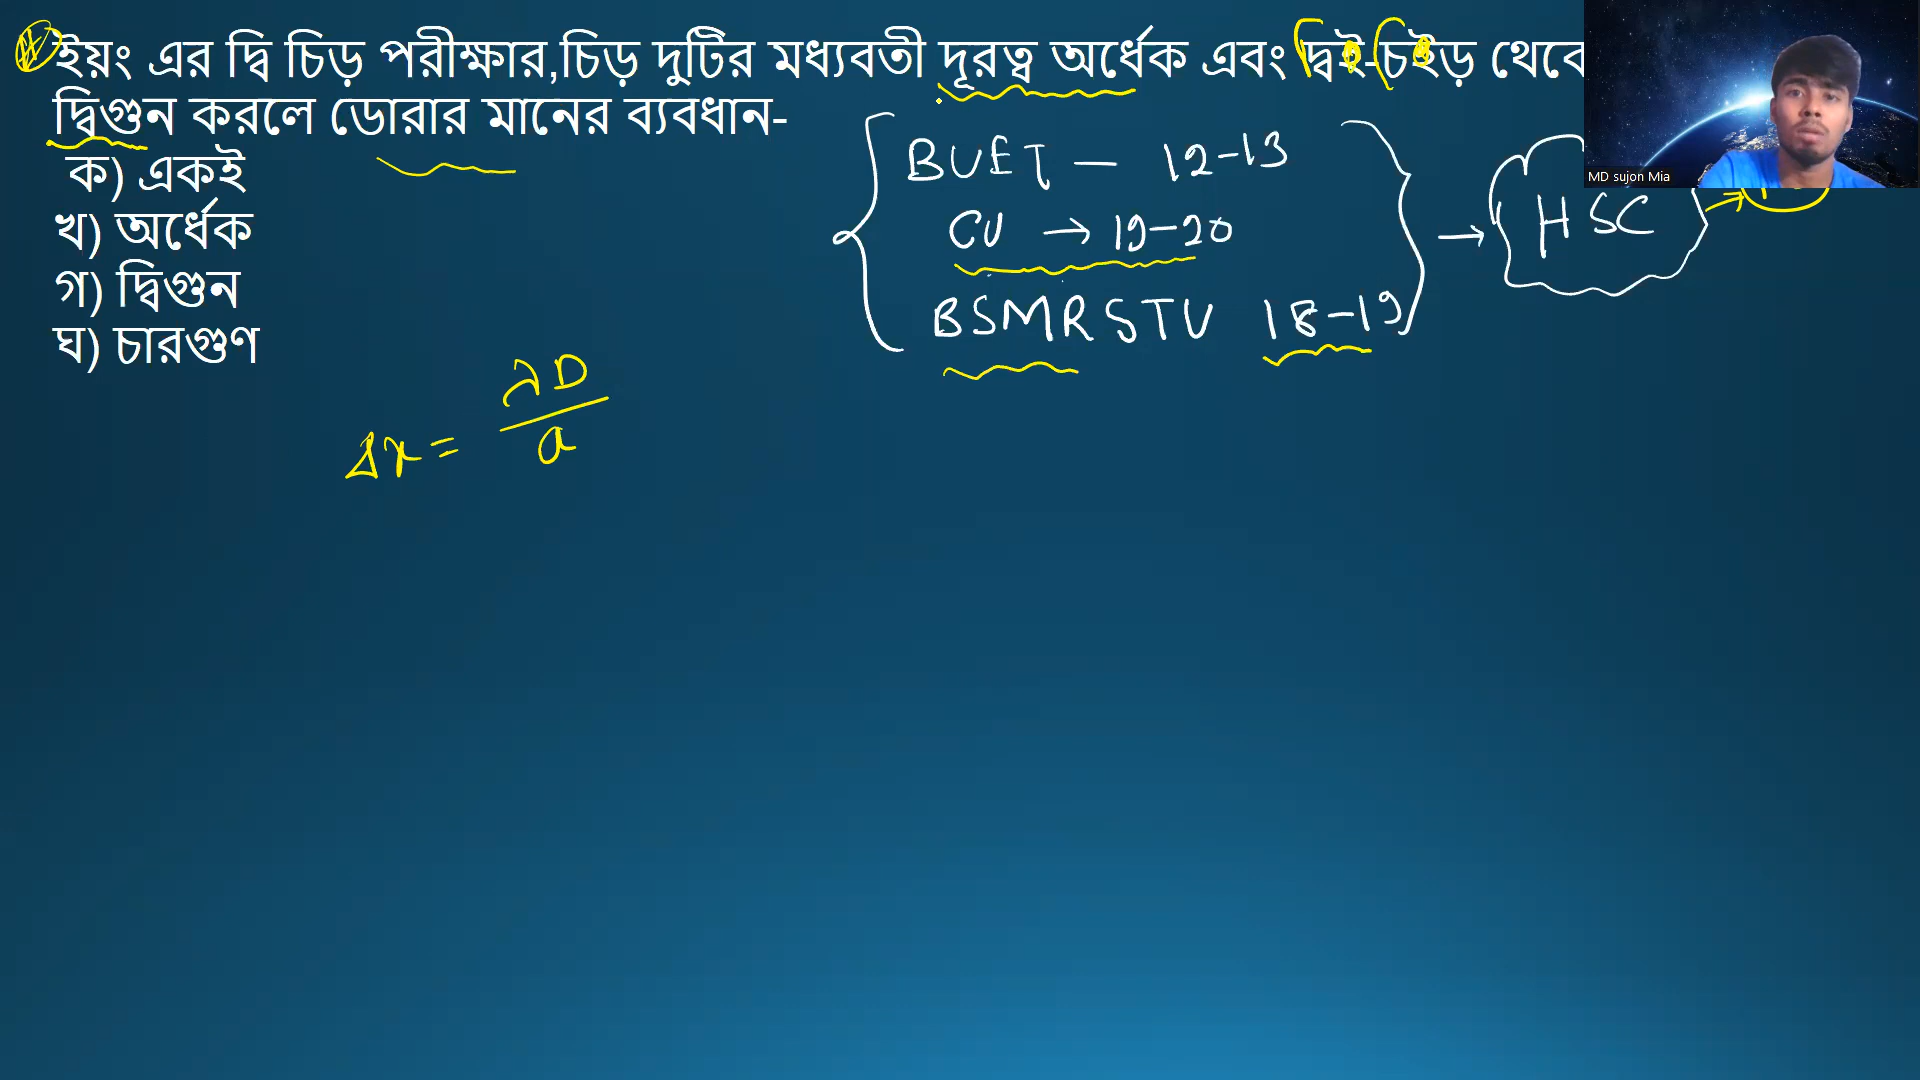 ইয়ং এর দ্বি চিড় পরীক্ষার,চিড় দুটির মধ্যবর্তী দূরত্ব অর্ধেক এবং দ্বই-চইড় থেকে
দ্বিগুন করলে ডোরার মানের ব্যবধান-
ক) একই
খ) অর্ধেক
গ) দ্বিগুন
ঘ) চারগুণ
BUET — 12-13
CU → 19-20
BSMRSTU 18-19
→ HSC →
Δx = λD/a
MD sujon Mia